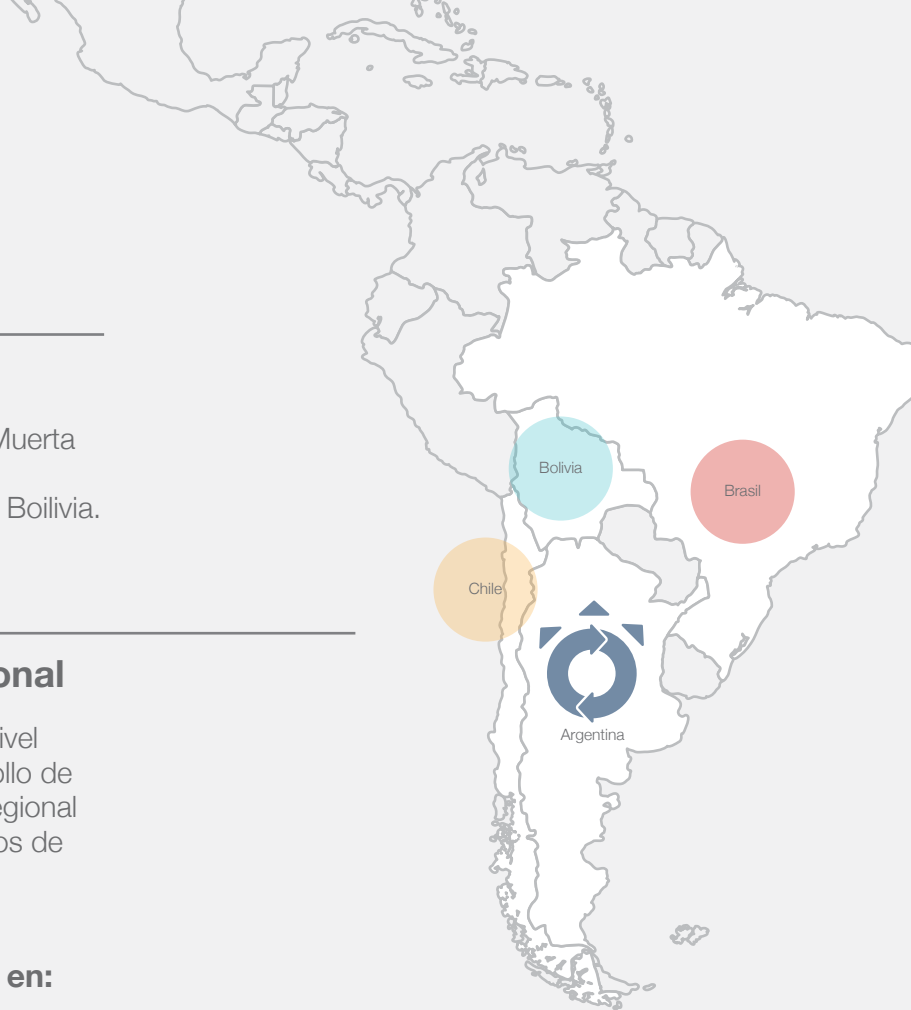 Muerta
Boilivia.
onal
ivel
ollo de
egional
os de
en:
Bolivia
Brasil
Chile
Argentina